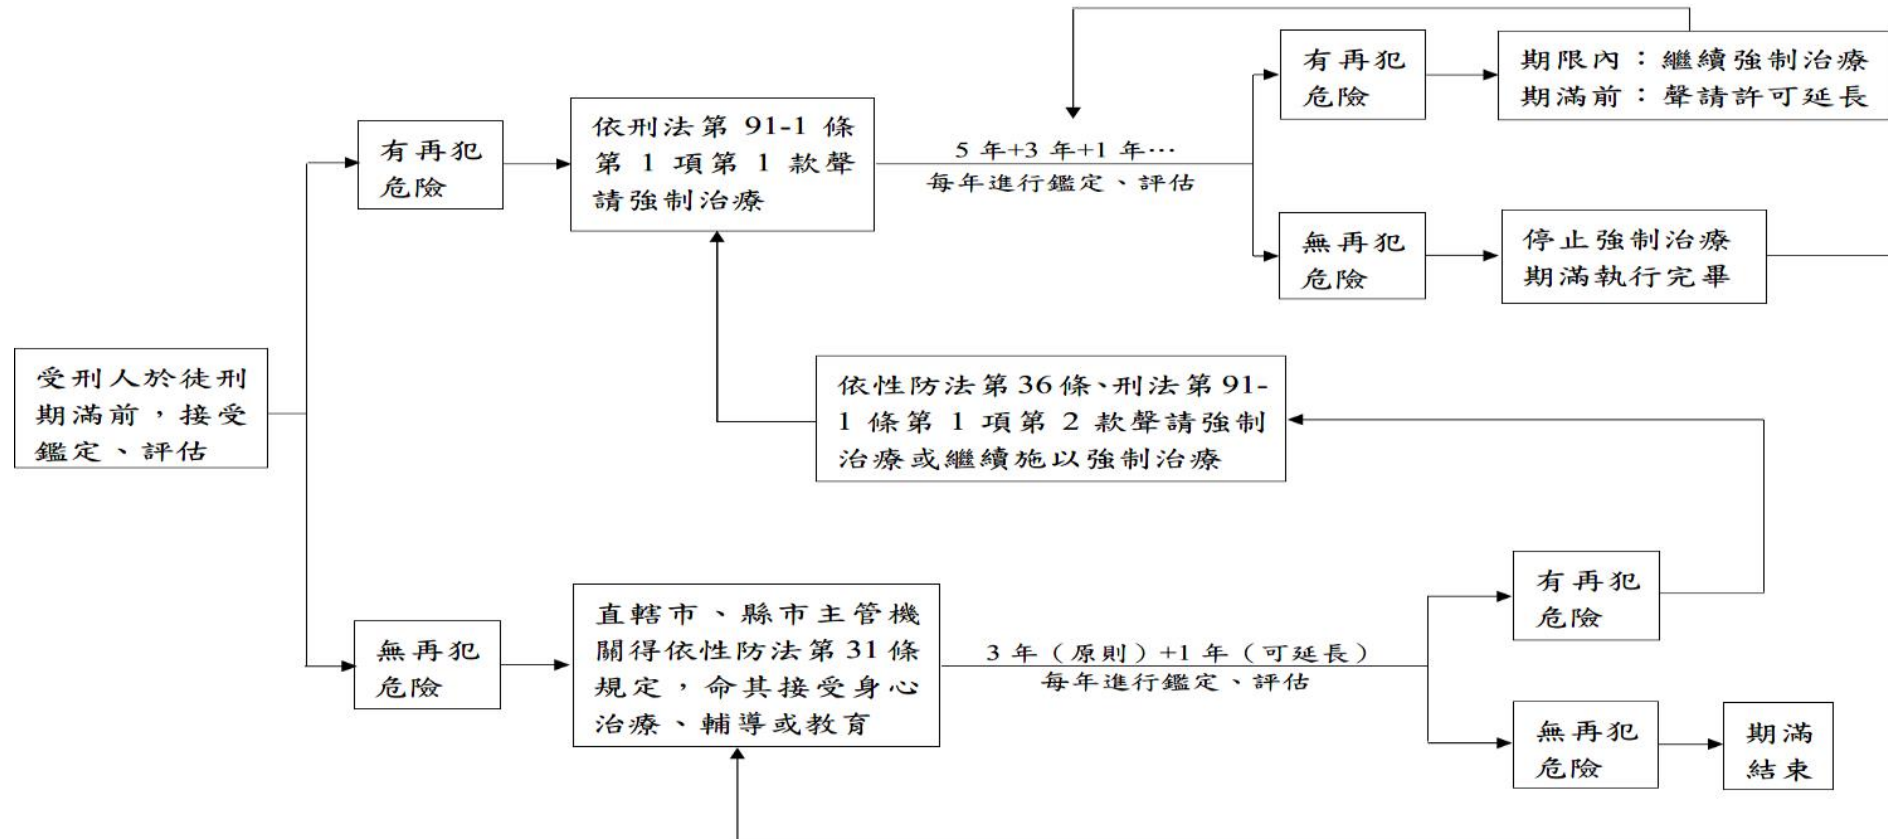 受刑人於徒刑
期滿前，接受
鑑定、評估
有再犯
危險
依刑法第 91-1 條
第 1 項第 1 款聲
請強制治療
5 年+3 年+1 年…
每年進行鑑定、評估
有再犯
危險
期限內：繼續強制治療
期滿前：聲請許可延長
無再犯
危險
停止強制治療
期滿執行完畢
依性防法第 36 條、刑法第 91-
1 條第 1 項第 2 款聲請強制
治療或繼續施以強制治療
無再犯
危險
直轄市、縣市主管機
關得依性防法第 31 條
規定，命其接受身心
治療、輔導或教育
3 年（原則）+1 年（可延長）
每年進行鑑定、評估
有再犯
危險
無再犯
危險
期滿
結束